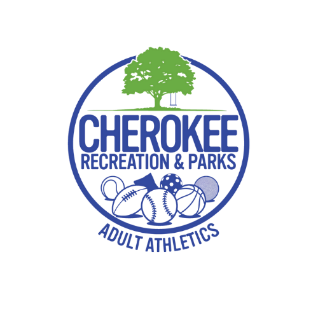 CHEROKEE
RECREATION & PARKS
ADULT ATHLETICS